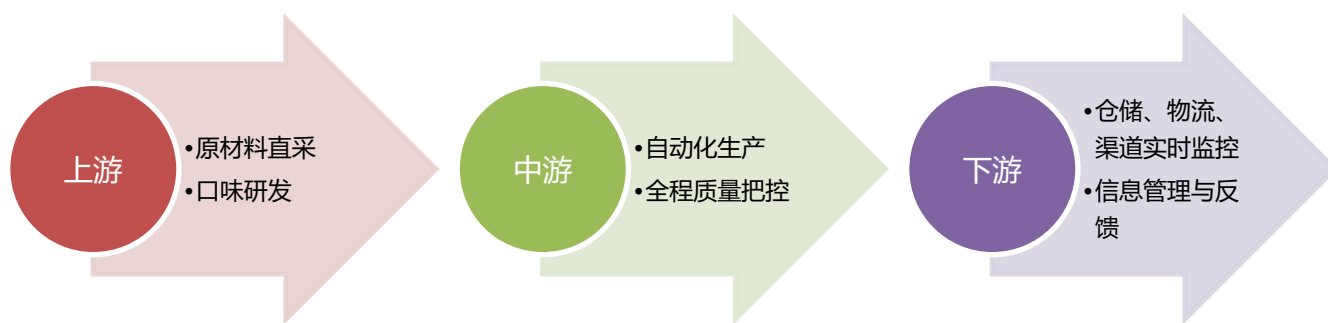 上游
•原材料直采
•口味研发
中游
•自动化生产
•全程质量把控
下游
•仓储、物流、
渠道实时监控
•信息管理与反
馈